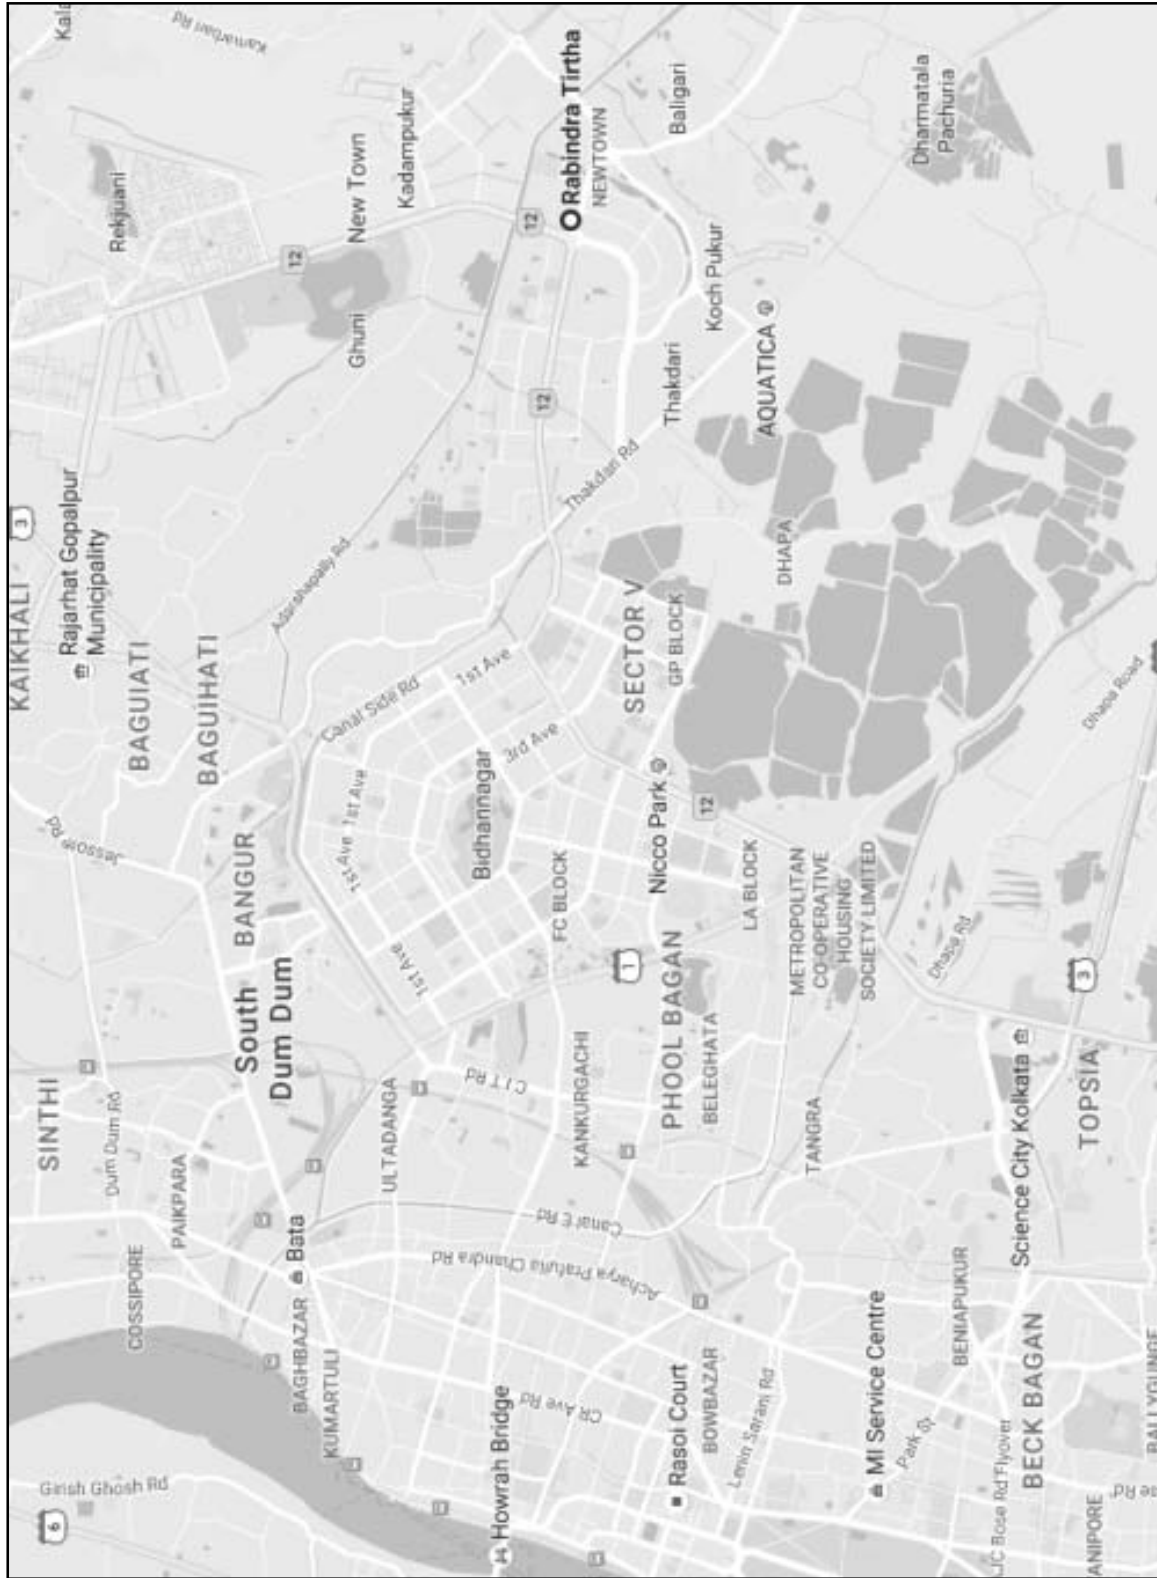 Kamarbari Rd
Rekjuani
New Town
Kadampukur
Rabindra Tirtha
NEWTOWN
Baligari
Dharmatala
Pachuria
12
12
12
Ghuni
Koch Pukur
Thakdari
AQUATICA
KAIKHALI
3
Rajarhat Gopalpur
Municipality
BAGUIATI
BAGUIHATI
Adarshapally Rd
Thakdari Rd
DHAPA
SECTOR V
GP BLOCK
Canal Side Rd
1st Ave
3rd Ave
1st Ave
1st Ave
1st Ave
Bidhannagar
Nicco Park
12
Dhapa Road
Jessore Rd
BANGUR
South
Dum Dum
FC BLOCK
LA BLOCK
METROPOLITAN
CO-OPERATIVE
HOUSING
SOCIETY LIMITED
Dhapa Rd
1
PHOOL BAGAN
BELEGHATA
3
SINTHI
Dum Dum Rd
PAIKPARA
ULTADANGA
C I T Rd
KANKURGACHI
TANGRA
Science City Kolkata
TOPSIA
COSSIPORE
Bata
BAGHBAZAR
KUMARTULI
Canal E Rd
Acharya Prafulla Chandra Rd
CR Ave Rd
BOWBAZAR
Rasoi Court
Lenin Sarani Rd
MI Service Centre
BENIAPUKUR
Park St
BECK BAGAN
Girish Ghosh Rd
6
Howrah Bridge